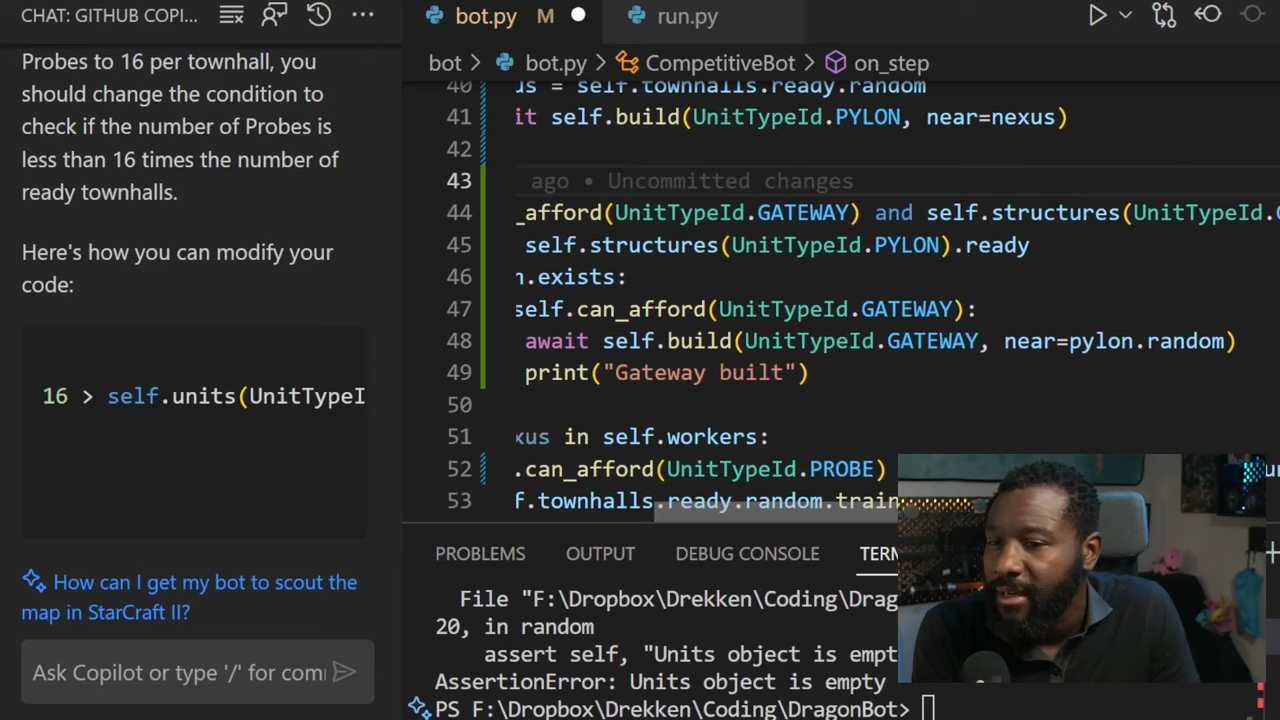 CHAT: GITHUB COPI...
Probes to 16 per townhall, you
should change the condition to
check if the number of Probes is
less than 16 times the number of
ready townhalls.
Here's how you can modify your
code:
16 > self.units(UnitTypeI
How can I get my bot to scout the
map in StarCraft II?
Ask Copilot or type '/' for com
bot.py M
run.py
bot > bot.py > CompetitiveBot > on_step
40 us = self.townhalls.ready.random
41 it self.build(UnitTypeId.PYLON, near=nexus)
42
43 ago • Uncommitted changes
44 _afford(UnitTypeId.GATEWAY) and self.structures(UnitTypeId.
45 self.structures(UnitTypeId.PYLON).ready
46 n.exists:
47 self.can_afford(UnitTypeId.GATEWAY):
48 await self.build(UnitTypeId.GATEWAY, near=pylon.random)
49 print("Gateway built")
50
51 xus in self.workers:
52 .can_afford(UnitTypeId.PROBE)
53 f.townhalls.ready.random.train
PROBLEMS OUTPUT DEBUG CONSOLE TERM
File "F:\Dropbox\Drekken\Coding\Drag
20, in random
assert self, "Units object is empt
AssertionError: Units object is empty
PS F:\Dropbox\Drekken\Coding\DragonBot>